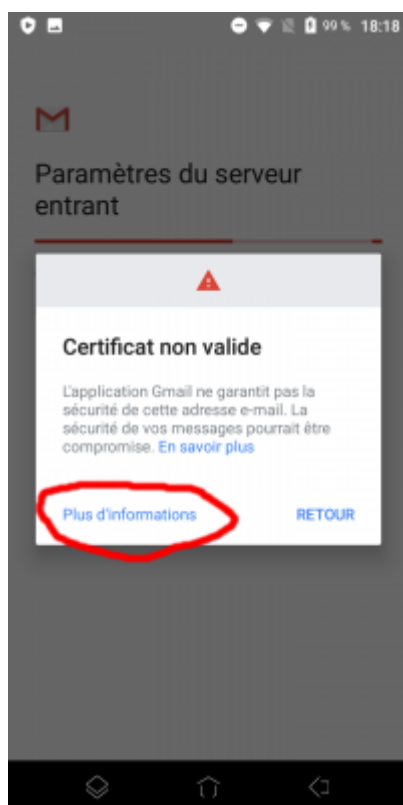 99 % 18:18
Paramètres du serveur
entrant
Certificat non valide
L'application Gmail ne garantit pas la
sécurité de cette adresse e-mail. La
sécurité de vos messages pourrait être
compromise. En savoir plus
Plus d'informations RETOUR